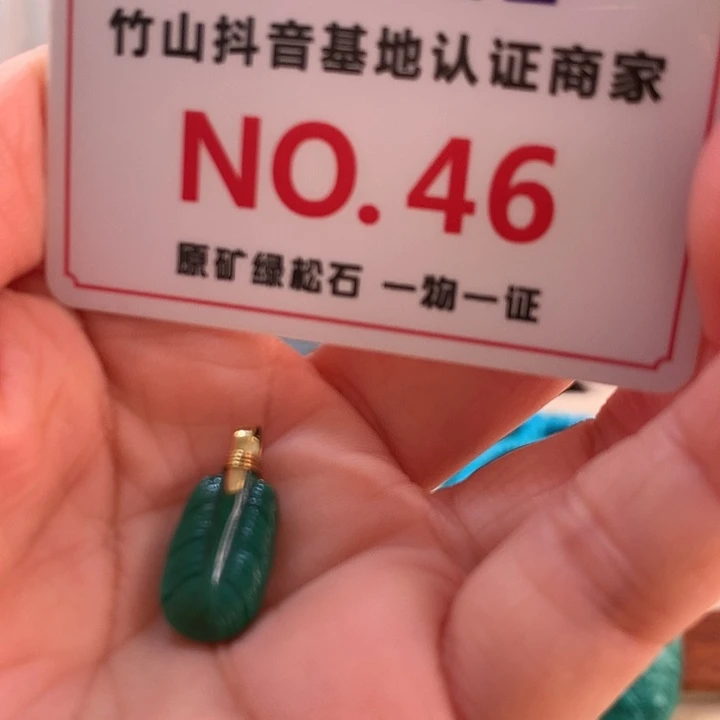 竹山抖音基地认证商家
NO. 46
原矿绿松石 一物一证